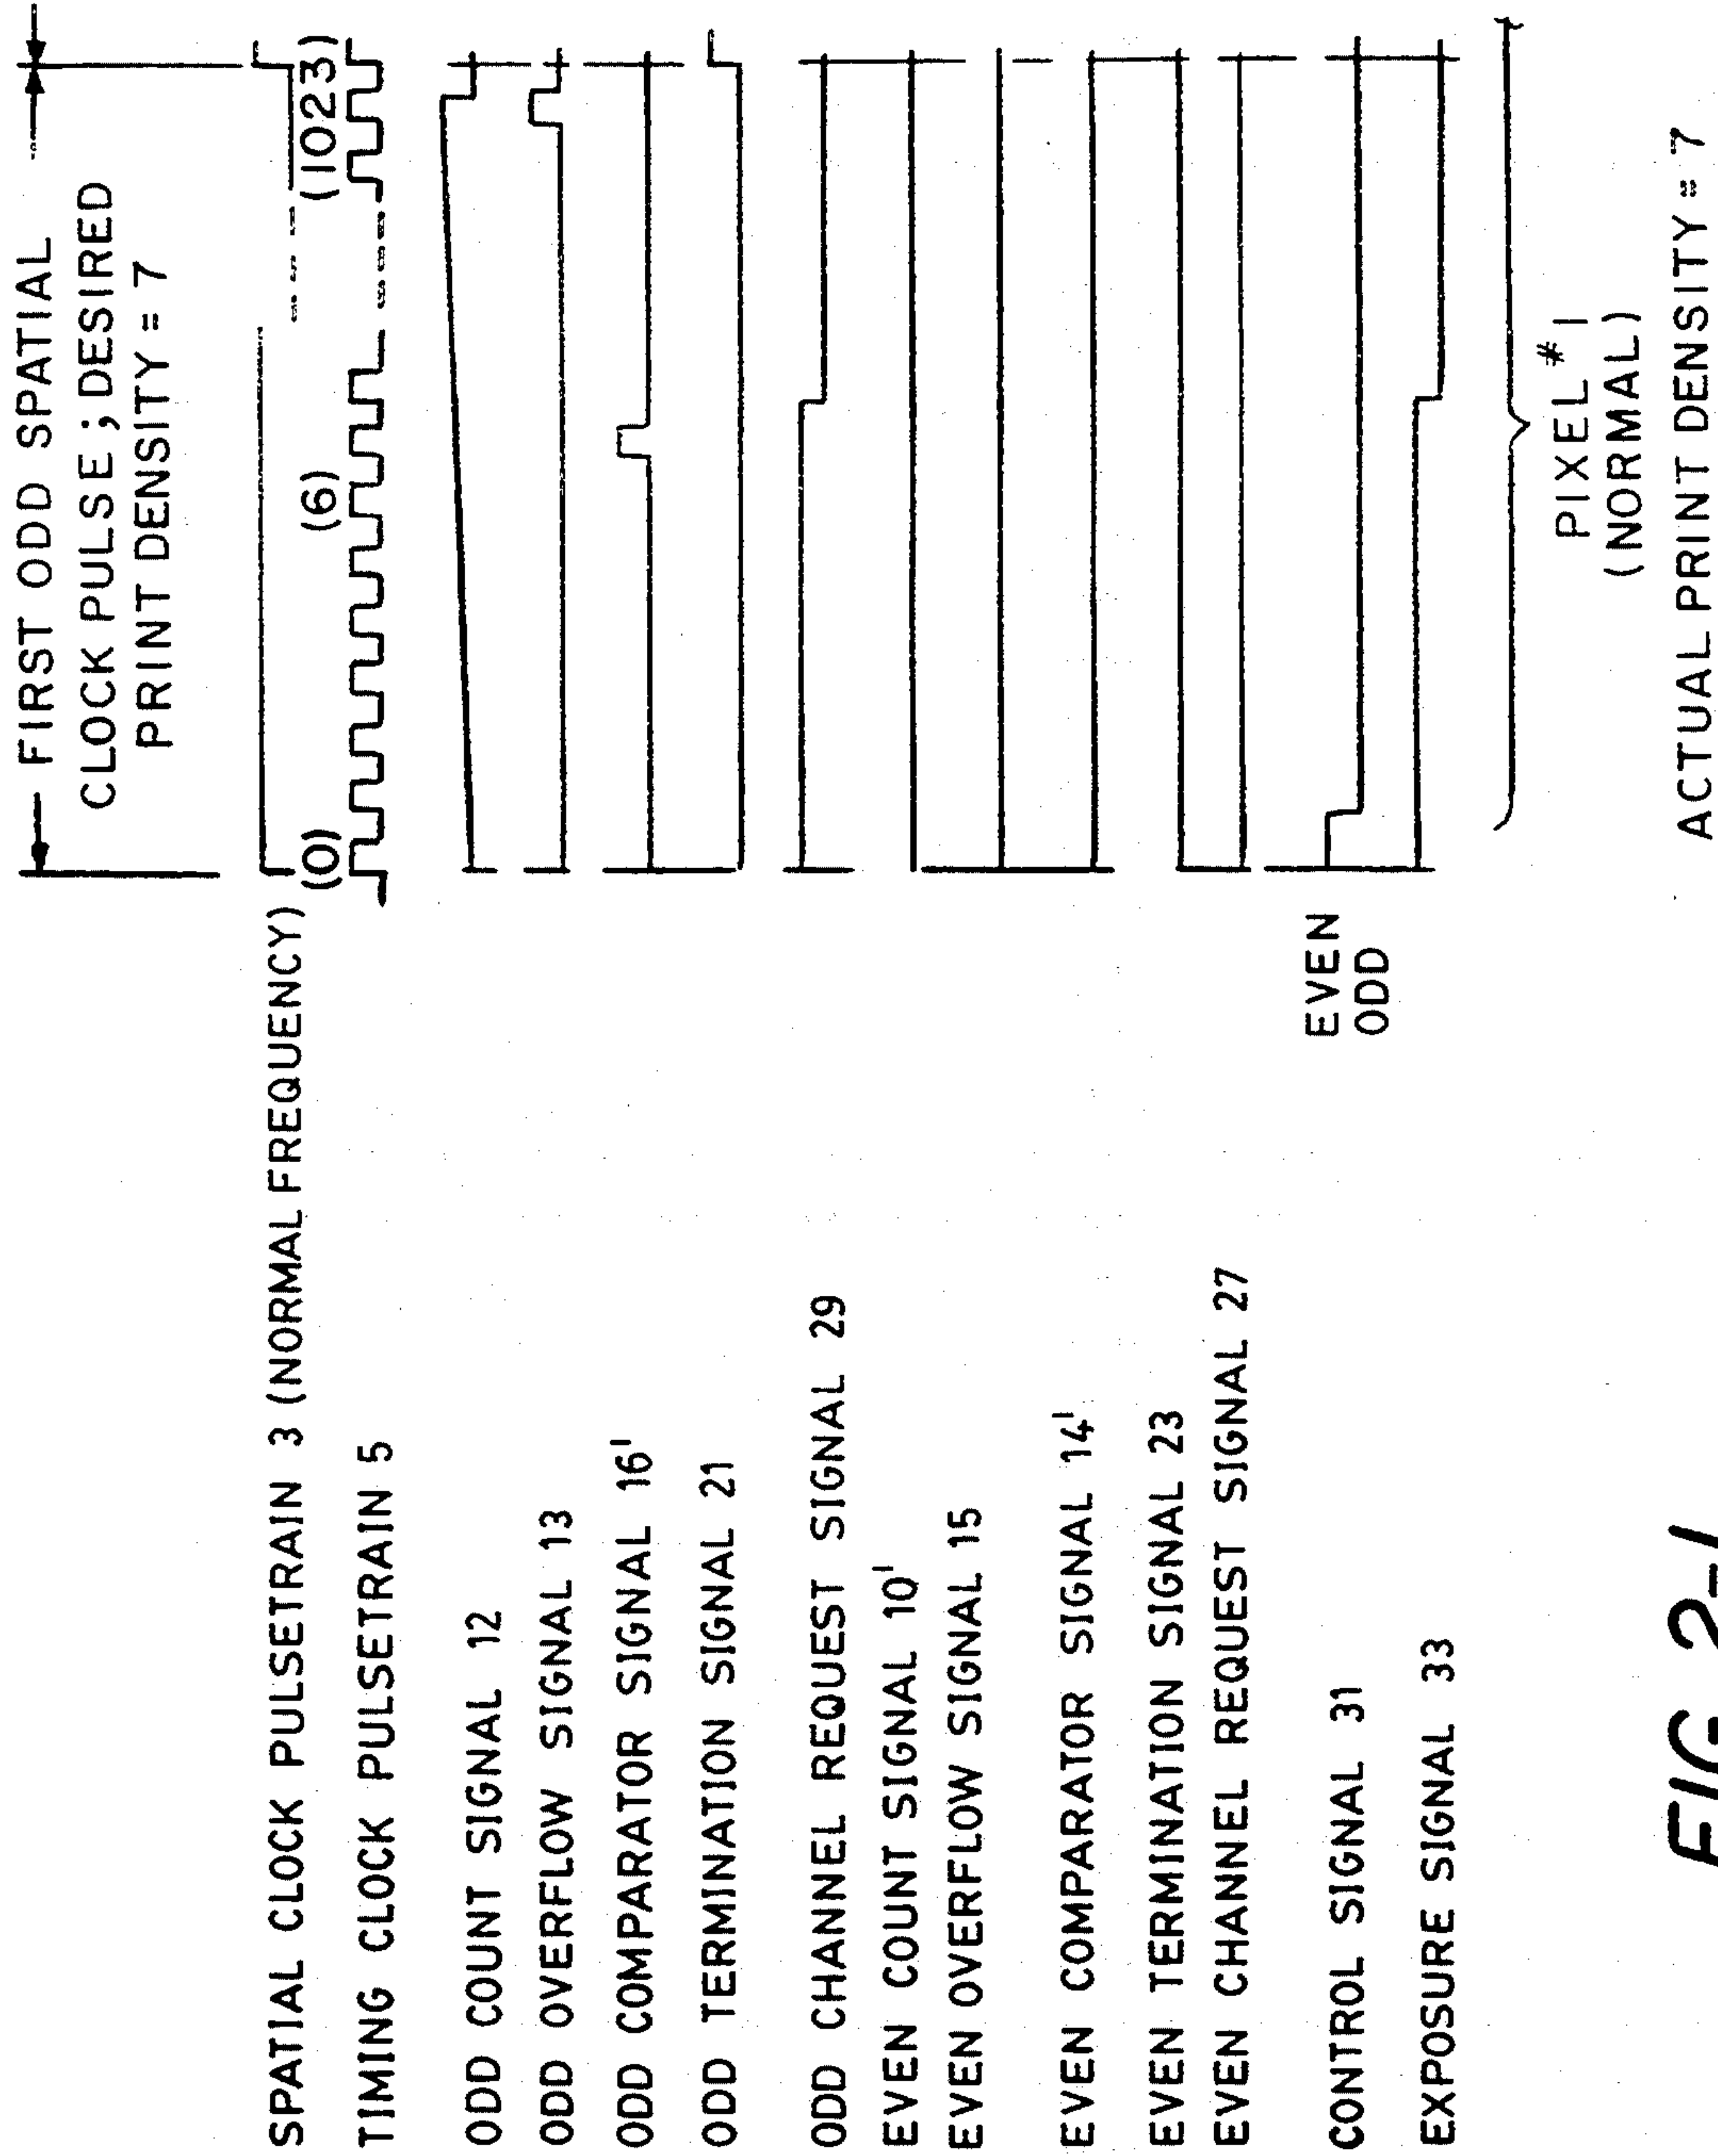 FIRST ODD SPATIAL
CLOCK PULSE; DESIRED
PRINT DENSITY = 7
SPATIAL CLOCK PULSETRAIN 3 (NORMAL FREQUENCY)
(0)
(6)
(1023)
TIMING CLOCK PULSETRAIN 5
ODD COUNT SIGNAL 12
ODD OVERFLOW SIGNAL 13
ODD COMPARATOR SIGNAL 16'
ODD TERMINATION SIGNAL 21
ODD CHANNEL REQUEST SIGNAL 29
EVEN COUNT SIGNAL 10'
EVEN OVERFLOW SIGNAL 15
EVEN COMPARATOR SIGNAL 14'
EVEN TERMINATION SIGNAL 23
EVEN CHANNEL REQUEST SIGNAL 27
EVEN
ODD
CONTROL SIGNAL 31
EXPOSURE SIGNAL 33
PIXEL # 1
(NORMAL)
ACTUAL PRINT DENSITY = 7
FIG. 2-1